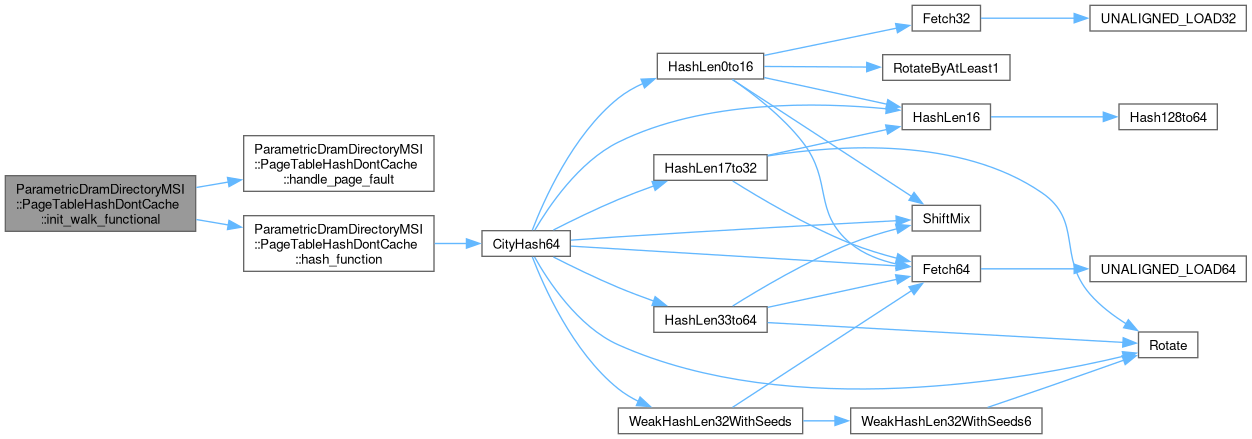 ParametricDramDirectoryMSI
::PageTableHashDontCache
::init_walk_functional
ParametricDramDirectoryMSI
::PageTableHashDontCache
::handle_page_fault
ParametricDramDirectoryMSI
::PageTableHashDontCache
::hash_function
CityHash64
HashLen0to16
HashLen17to32
HashLen33to64
WeakHashLen32WithSeeds
Fetch32
RotateByAtLeast1
HashLen16
ShiftMix
Fetch64
WeakHashLen32WithSeeds6
UNALIGNED_LOAD32
Hash128to64
UNALIGNED_LOAD64
Rotate